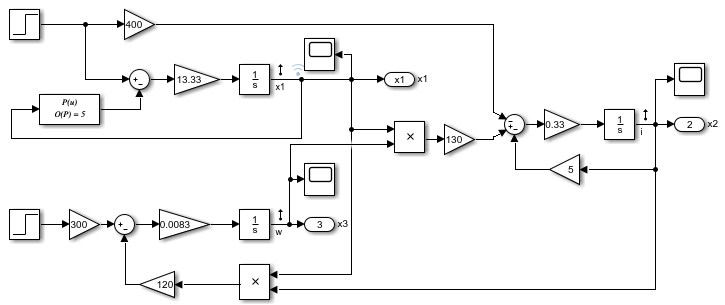 400
+
−
13.33
1
s
x1
x1
x1
P(u)
O(P) = 5
×
130
−
+
−
0.33
1
s
i
2
x2
5
300
+
−
0.0083
1
s
w
3
x3
120
×